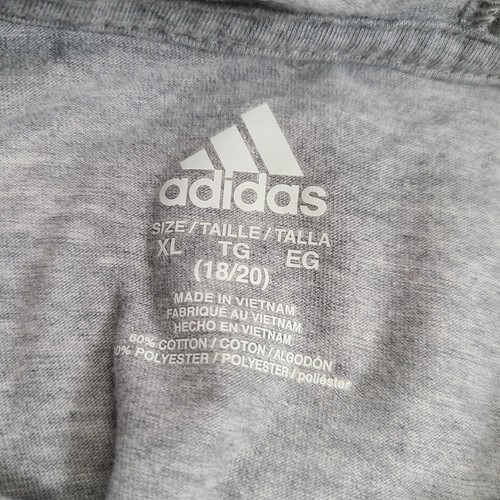 adidas
SIZE / TAILLE / TALLA
XL TG EG
(18/20)
MADE IN VIETNAM
FABRIQUÉ AU VIETNAM
HECHO EN VIETNAM
60% COTTON / COTON / ALGODÓN
POLYESTER / POLYESTER / poliéster